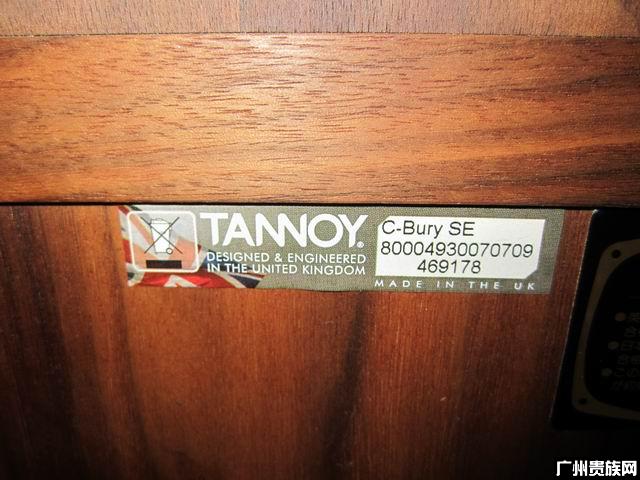 TANNOY®
DESIGNED & ENGINEERED
IN THE UNITED KINGDOM
C-Bury SE
80004930070709
469178
MADE IN THE UK
广州贵族网